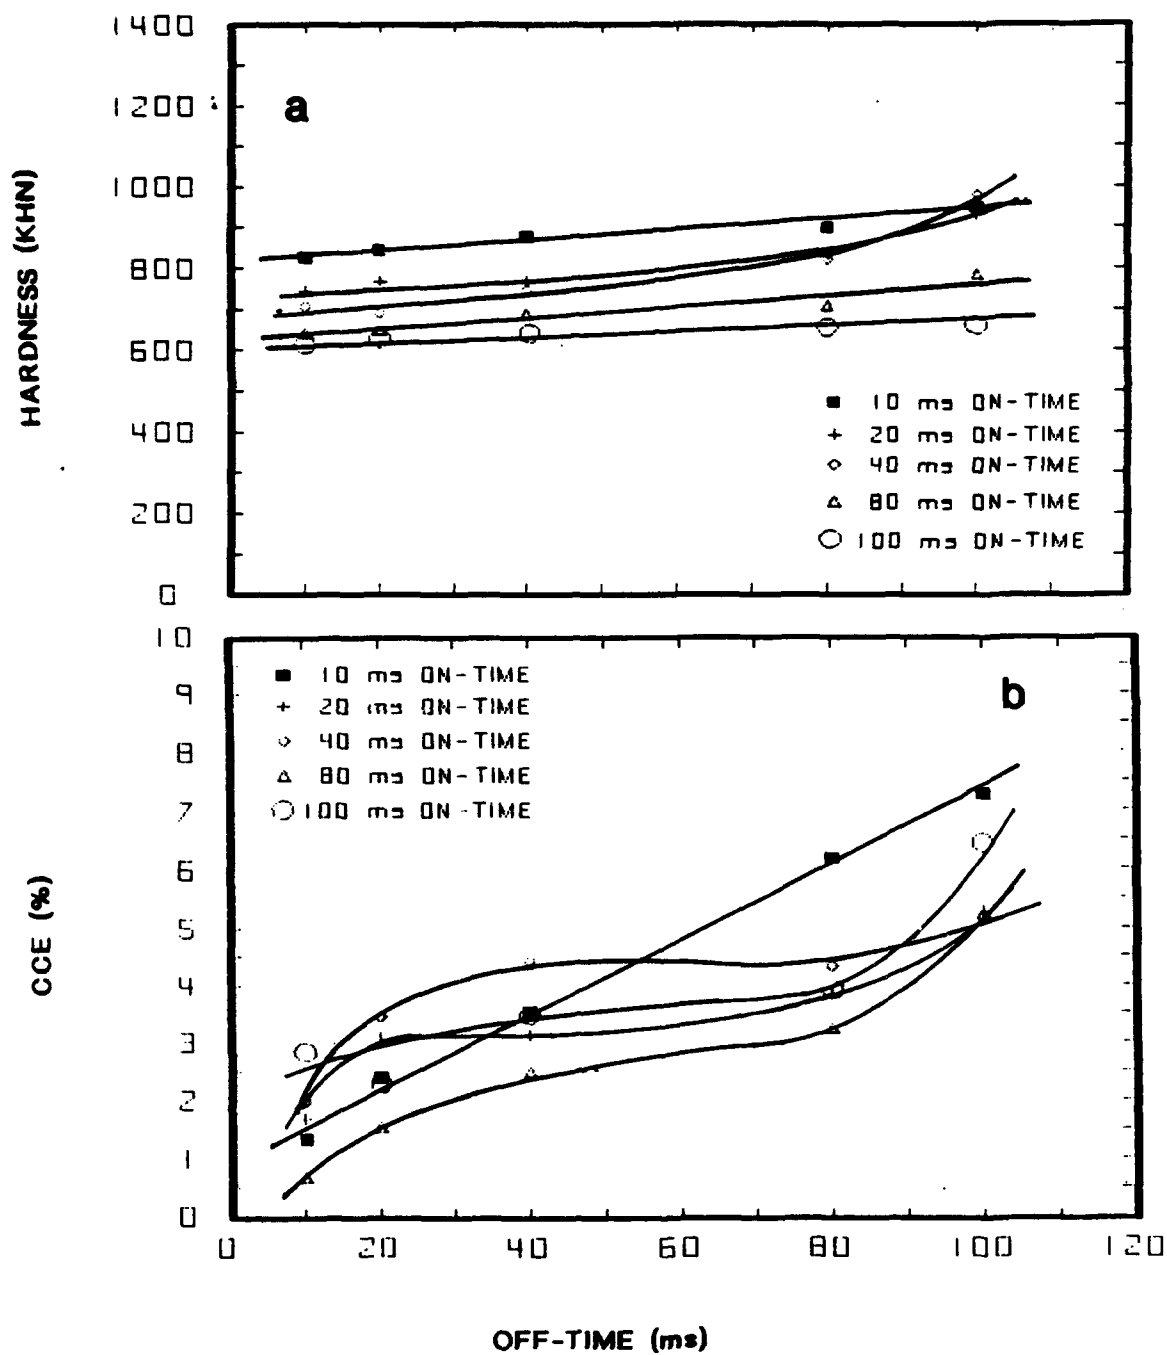 1400
1200
1000
800
600
400
200
0
HARDNESS (KHN)
a
10 ms ON-TIME
20 ms ON-TIME
40 ms ON-TIME
80 ms ON-TIME
100 ms ON-TIME
10
9
8
7
6
5
4
3
2
1
0
CCE (%)
10 ms ON-TIME
20 ms ON-TIME
40 ms ON-TIME
80 ms ON-TIME
100 ms ON-TIME
b
0 20 40 60 80 100 120
OFF-TIME (ms)